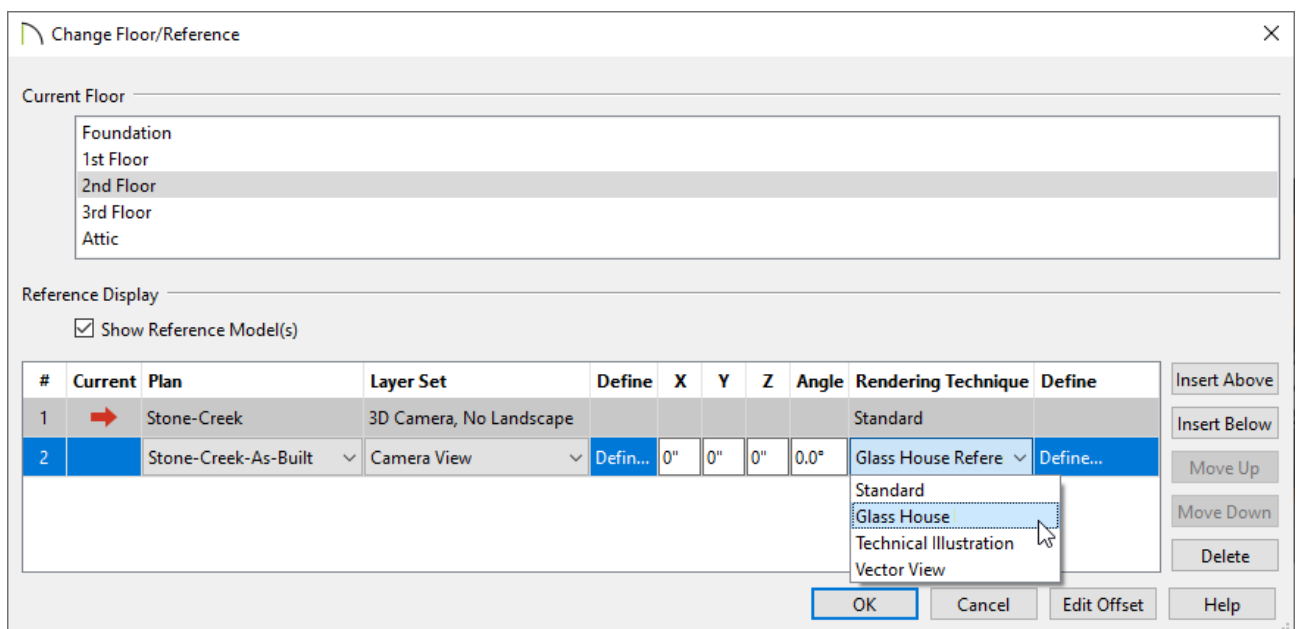 Change Floor/Reference
Current Floor
Foundation
1st Floor
2nd Floor
3rd Floor
Attic
Reference Display
Show Reference Model(s)
# Current Plan Layer Set Define X Y Z Angle Rendering Technique Define
1 Stone-Creek 3D Camera, No Landscape Standard
2 Stone-Creek-As-Built Camera View Defin... 0" 0" 0" 0.0° Glass House Refere Define...
Standard
Glass House
Technical Illustration
Vector View
Insert Above
Insert Below
Move Up
Move Down
Delete
OK Cancel Edit Offset Help